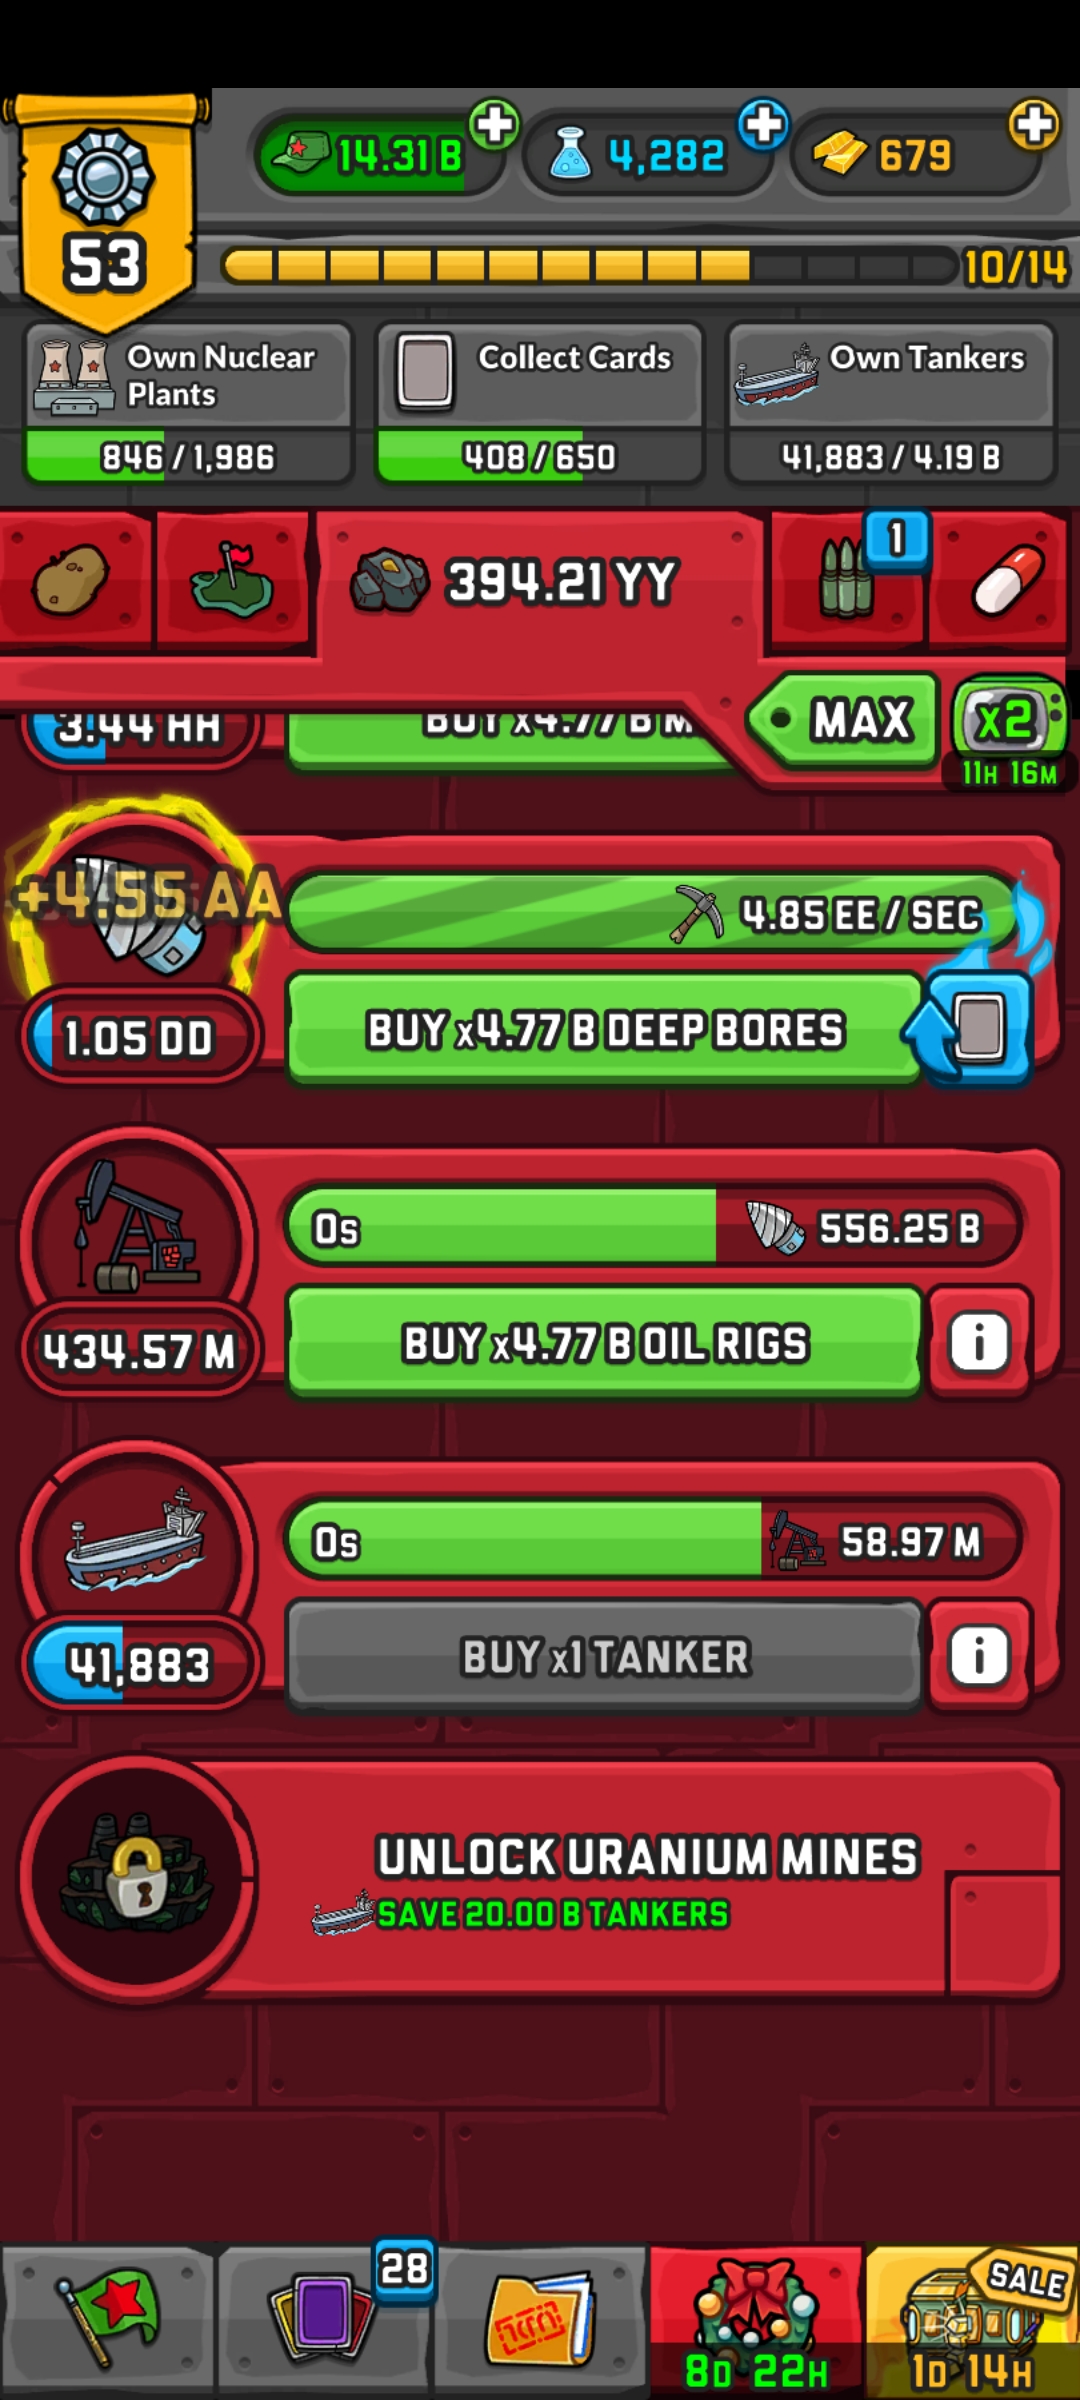 14.31 B
4,282
679
53
10/14
Own Nuclear
Plants
846 / 1,986
Collect Cards
408 / 650
Own Tankers
41,883 / 4.19 B
394.21 YY
1
MAX
x2
11H 16M
3.44 HH
BUY x4.77 B M
+4.55 AA
4.85 EE / SEC
1.05 DD
BUY x4.77 B DEEP BORES
0s
556.25 B
434.57 M
BUY x4.77 B OIL RIGS
i
0s
58.97 M
41,883
BUY x1 TANKER
i
UNLOCK URANIUM MINES
SAVE 20.00 B TANKERS
28
SALE
8D 22H
1D 14H